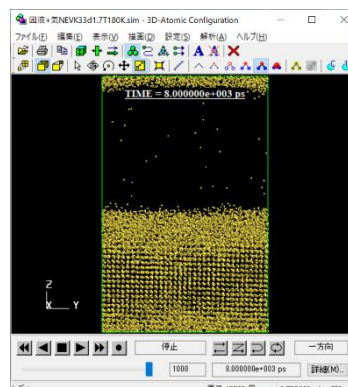 固液+気NEVK33d1.7T180K.sim - 3D-Atomic Configuration
ファイル(F) 編集(E) 表示(V) 描画(D) 設定(S) 解析(A) ヘルプ(H)
TIME = 8.000000e+003 ps
Z
X Y
停止
一方向
1000
8.000000e+003 ps
詳細(M)..